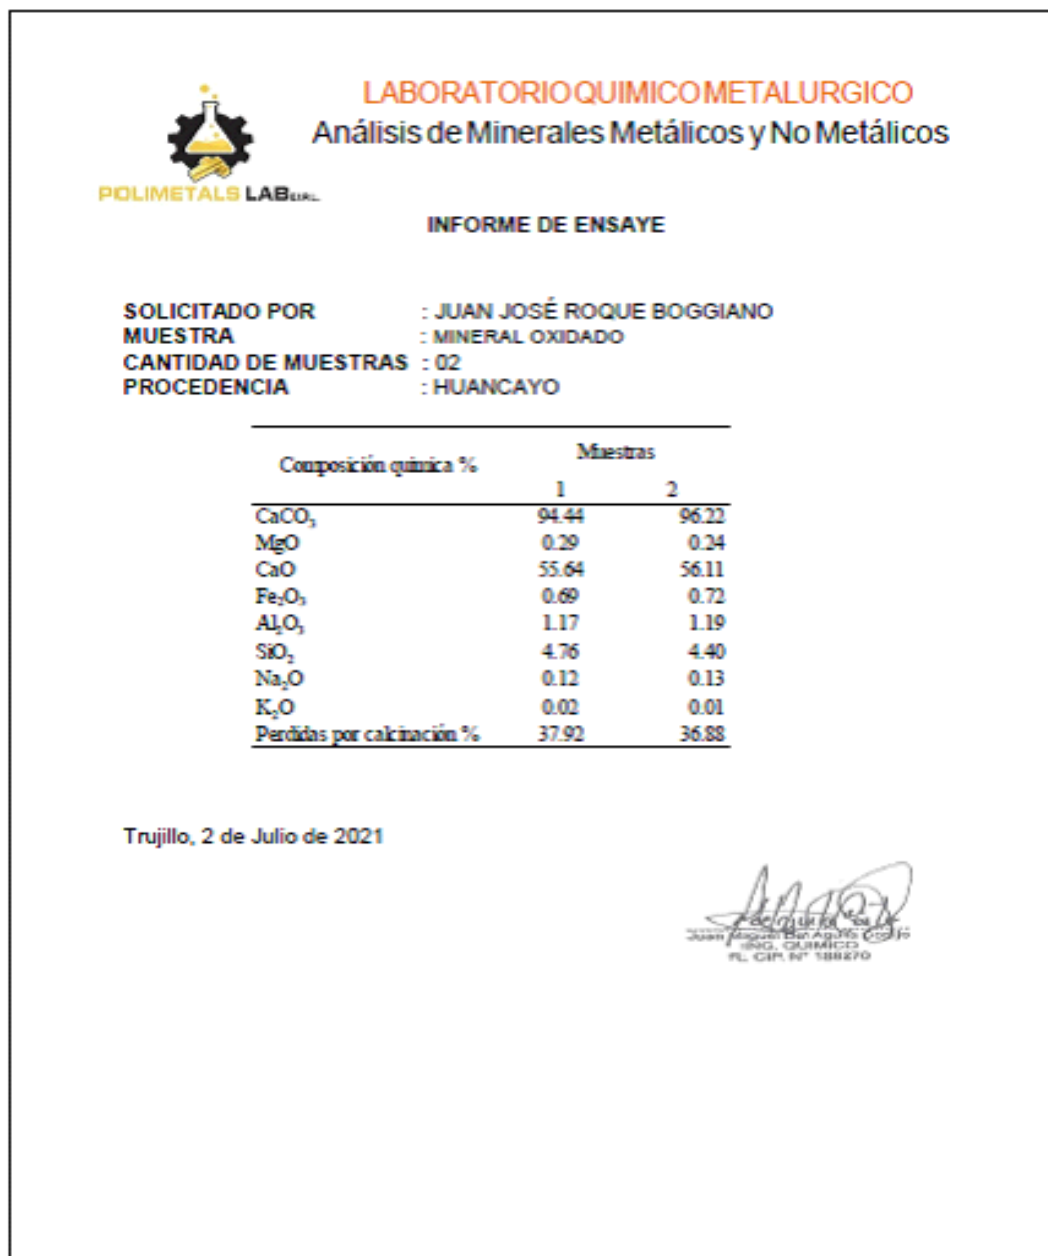 LABORATORIO QUIMICO METALURGICO
Análisis de Minerales Metálicos y No Metálicos
POLIMETALS LAB E.I.R.L.
INFORME DE ENSAYE
SOLICITADO POR : JUAN JOSÉ ROQUE BOGGIANO
MUESTRA : MINERAL OXIDADO
CANTIDAD DE MUESTRAS : 02
PROCEDENCIA : HUANCAYO
Composición quimica % Muestras
1 2
CaCO₃ 94.44 96.22
MgO 0.29 0.24
CaO 55.64 56.11
Fe₂O₃ 0.69 0.72
Al₂O₃ 1.17 1.19
SiO₂ 4.76 4.40
Na₂O 0.12 0.13
K₂O 0.02 0.01
Perdidas por calcinación % 37.92 36.88
Trujillo, 2 de Julio de 2021
Juan
ING. QUIMICO
CIP. N° 188270